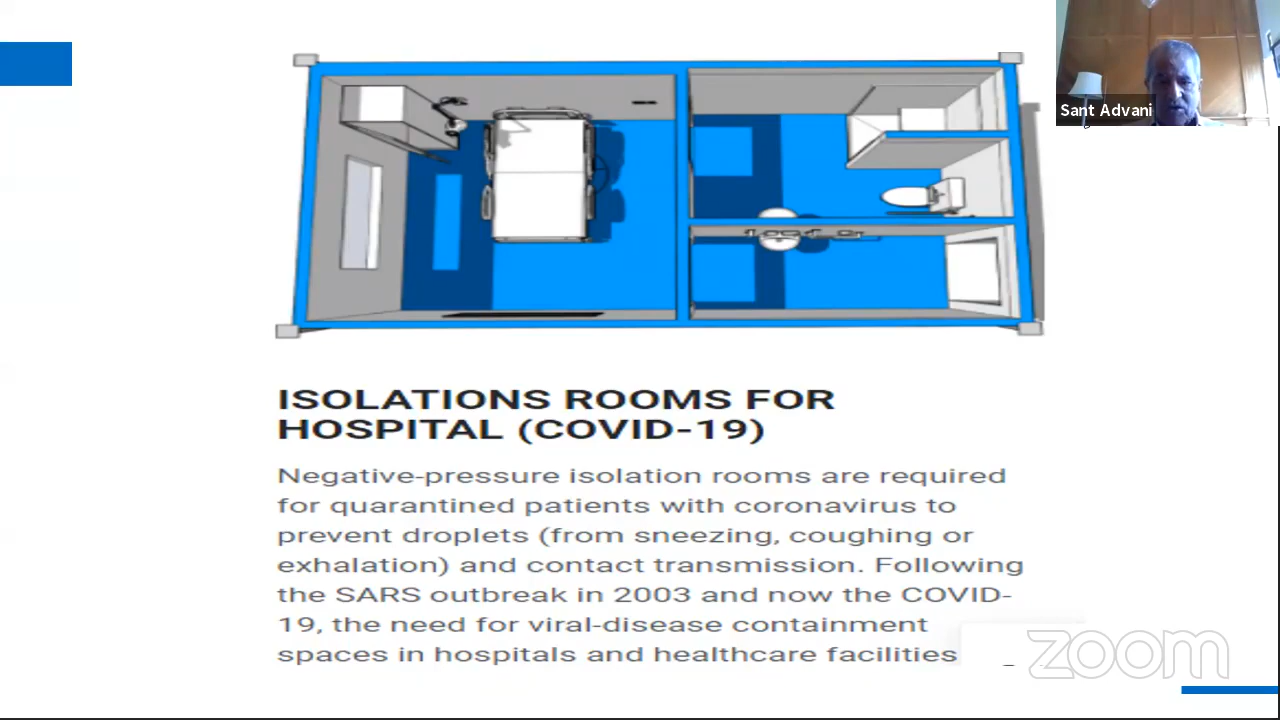 Sant Advani
ISOLATIONS ROOMS FOR
HOSPITAL (COVID-19)
Negative-pressure isolation rooms are required
for quarantined patients with coronavirus to
prevent droplets (from sneezing, coughing or
exhalation) and contact transmission. Following
the SARS outbreak in 2003 and now the COVID-
19, the need for viral-disease containment
spaces in hospitals and healthcare facilities
zoom